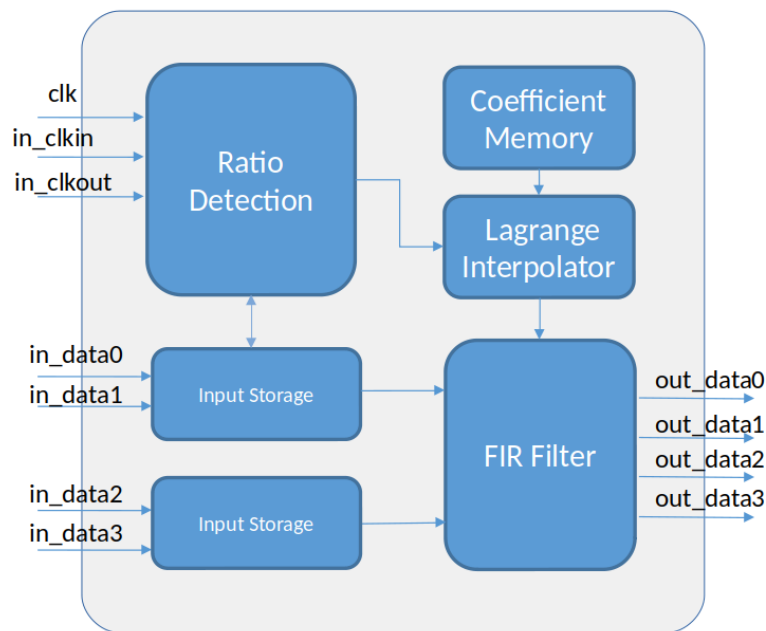 clk
in_clkin
in_clkout
Ratio
Detection
Coefficient
Memory
Lagrange
Interpolator
in_data0
in_data1
Input Storage
in_data2
in_data3
Input Storage
FIR Filter
out_data0
out_data1
out_data2
out_data3